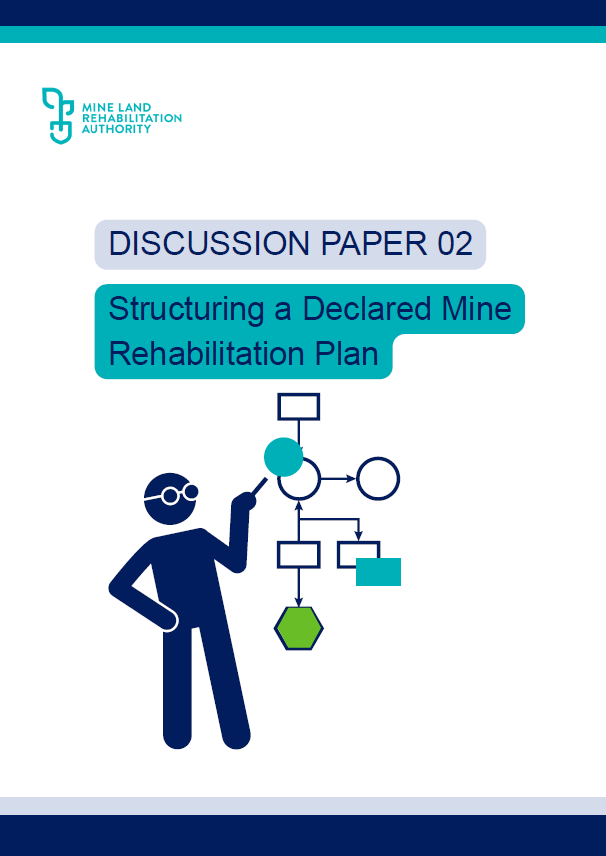 MINE LAND
REHABILITATION
AUTHORITY
DISCUSSION PAPER 02
Structuring a Declared Mine
Rehabilitation Plan